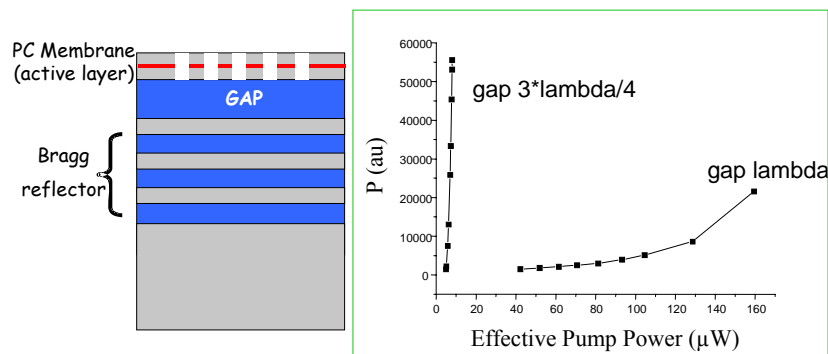 PC Membrane
(active layer)
GAP
Bragg
reflector
60000
50000
40000
30000
20000
10000
0
P (au)
gap 3*lambda/4
gap lambda
0 20 40 60 80 100 120 140 160
Effective Pump Power (µW)